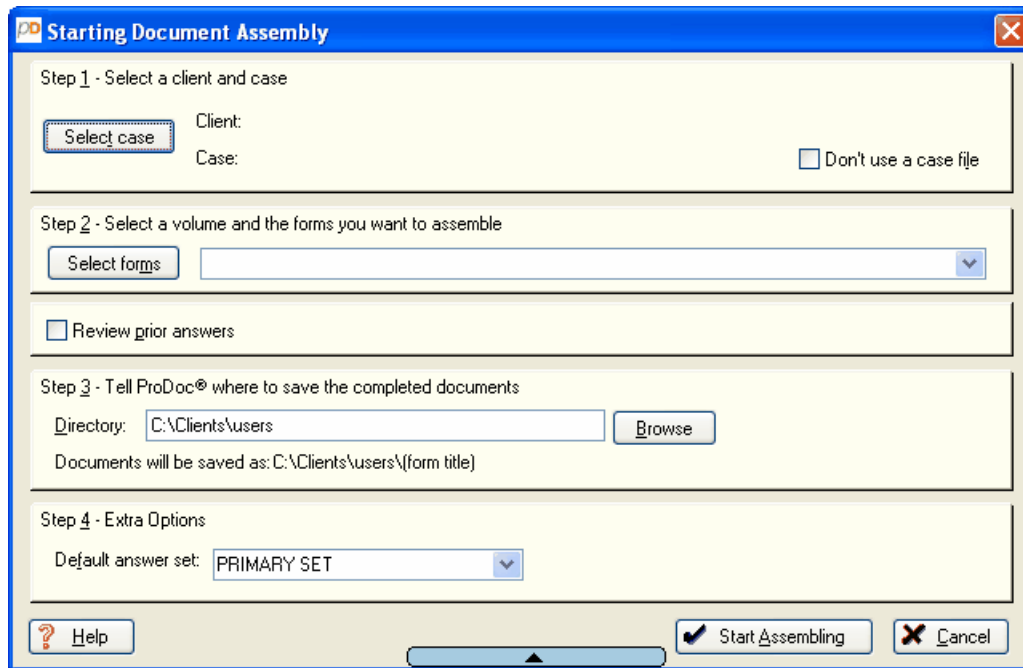 PD Starting Document Assembly
Step 1 - Select a client and case
Select case
Client:
Case:
Don't use a case file
Step 2 - Select a volume and the forms you want to assemble
Select forms
Review prior answers
Step 3 - Tell ProDoc® where to save the completed documents
Directory: C:\Clients\users Browse
Documents will be saved as: C:\Clients\users\(form title)
Step 4 - Extra Options
Default answer set: PRIMARY SET
? Help Start Assembling Cancel